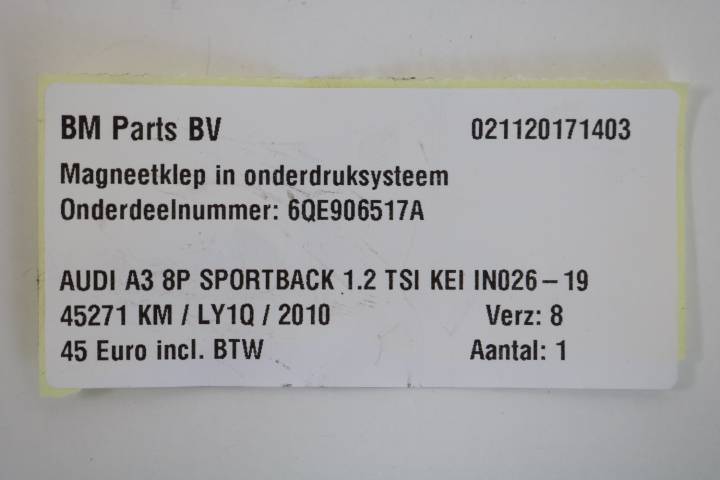 BM Parts BV 021120171403
Magneetklep in onderdruksysteem
Onderdeelnummer: 6QE906517A
AUDI A3 8P SPORTBACK 1.2 TSI KEI IN026-19
45271 KM / LY1Q / 2010 Verz: 8
45 Euro incl. BTW Aantal: 1